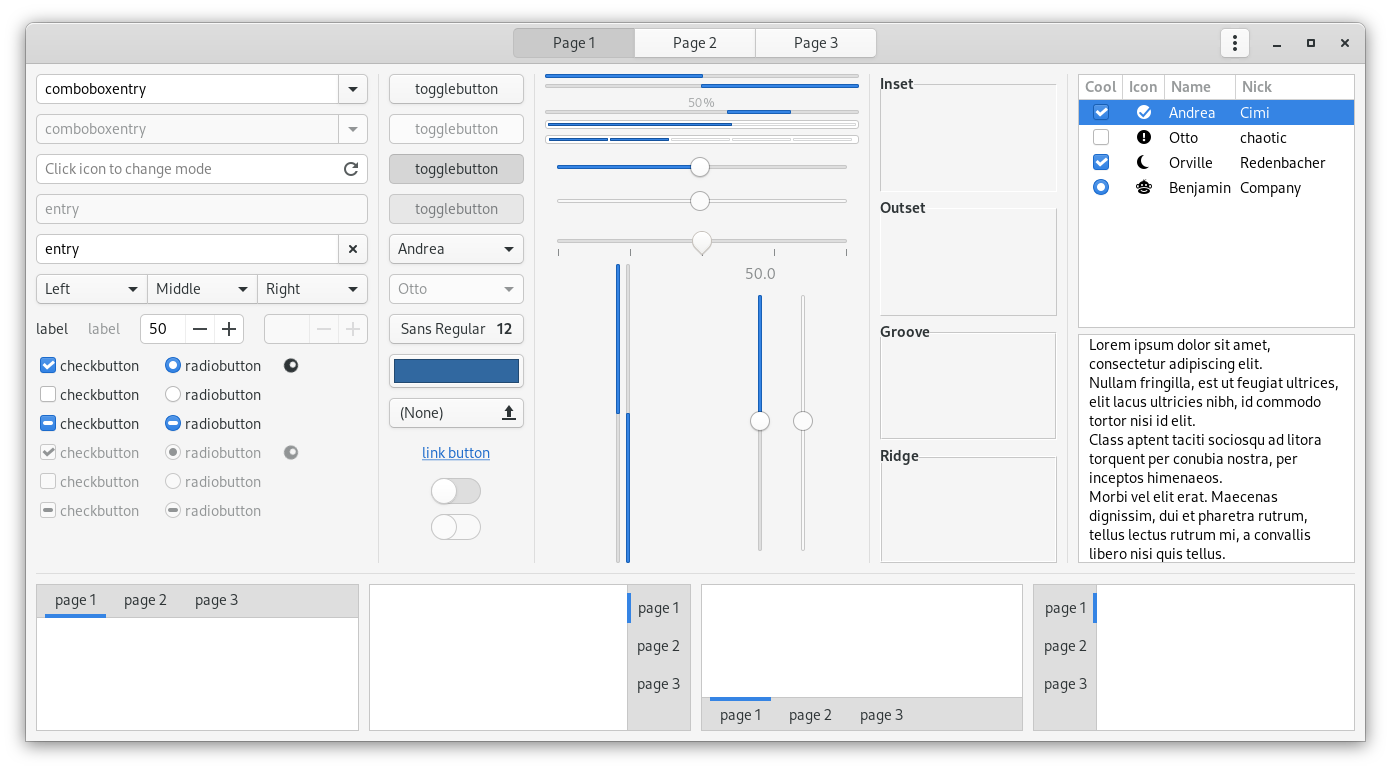 Page 1 Page 2 Page 3
comboboxentry
comboboxentry
Click icon to change mode
entry
entry
Left Middle Right
label label 50
checkbutton radiobutton
checkbutton radiobutton
checkbutton radiobutton
checkbutton radiobutton
checkbutton radiobutton
checkbutton radiobutton
togglebutton
togglebutton
togglebutton
togglebutton
Andrea
Otto
Sans Regular 12
(None)
link button
50 %
50.0
Inset
Outset
Groove
Ridge
Cool Icon Name Nick
Andrea Cimi
Otto chaotic
Orville Redenbacher
Benjamin Company
Lorem ipsum dolor sit amet,
consectetur adipiscing elit.
Nullam fringilla, est ut feugiat ultrices,
elit lacus ultricies nibh, id commodo
tortor nisi id elit.
Class aptent taciti sociosqu ad litora
torquent per conubia nostra, per
inceptos himenaeos.
Morbi vel elit erat. Maecenas
dignissim, dui et pharetra rutrum,
tellus lectus rutrum mi, a convallis
libero nisi quis tellus.
page 1 page 2 page 3
page 1
page 2
page 3
page 1 page 2 page 3
page 1
page 2
page 3